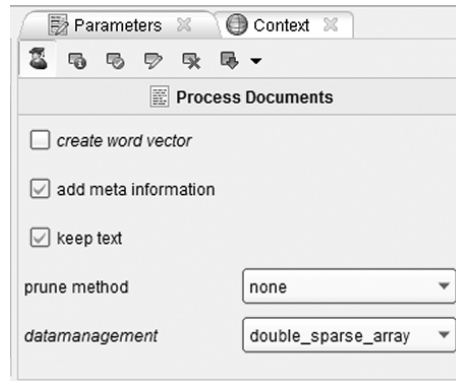 Parameters Context
Process Documents
create word vector
add meta information
keep text
prune method none
datamanagement double_sparse_array